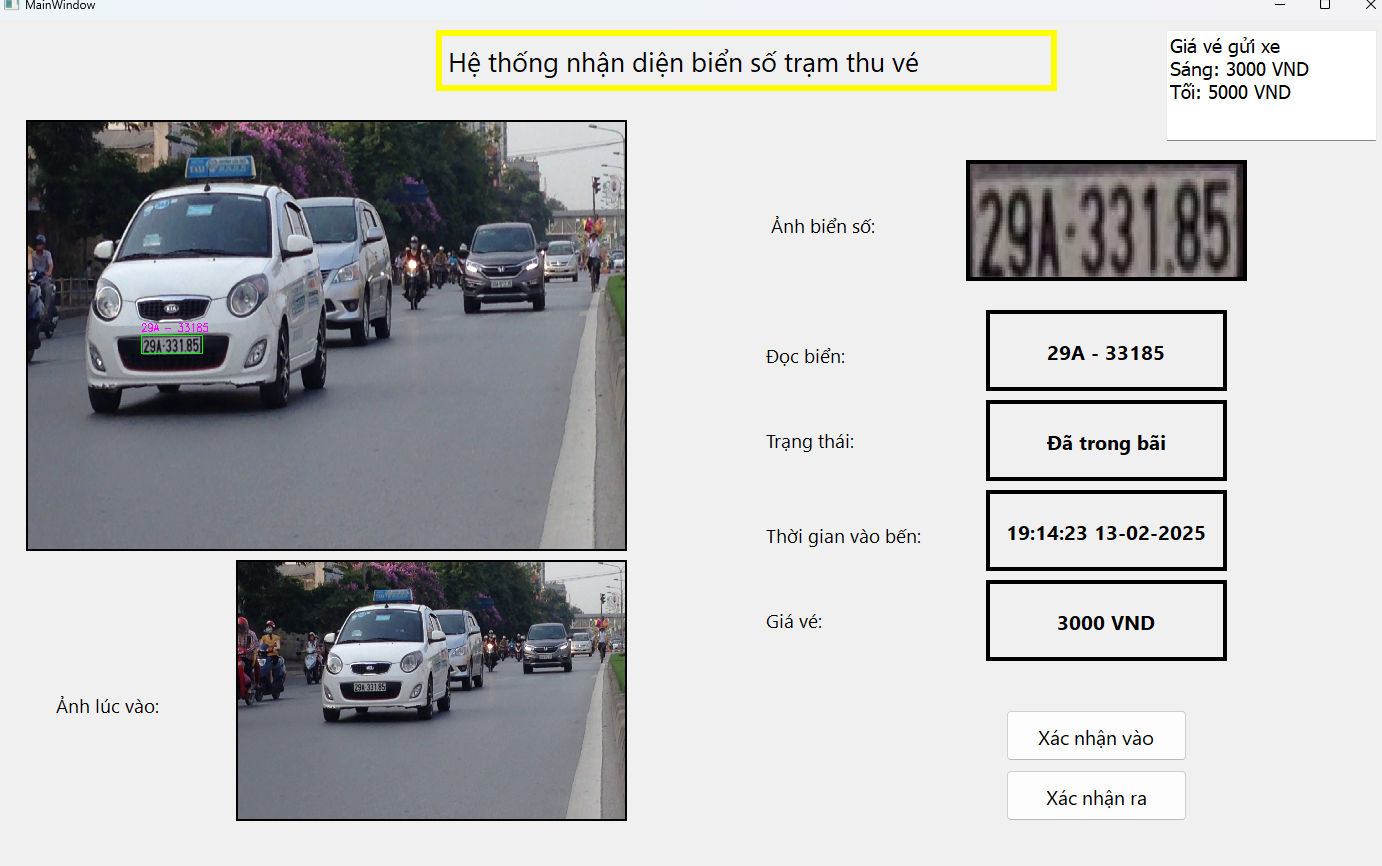 MainWindow
Hệ thống nhận diện biển số trạm thu vé
Giá vé gửi xe
Sáng: 3000 VND
Tối: 5000 VND
TAXI
KIA
29A - 33185
29A-331.85
Ảnh biển số:
29A-331.85
Đọc biển:
29A - 33185
Trạng thái:
Đã trong bãi
Thời gian vào bến:
19:14:23 13-02-2025
Giá vé:
3000 VND
Ảnh lúc vào:
29A-331.85
Xác nhận vào
Xác nhận ra